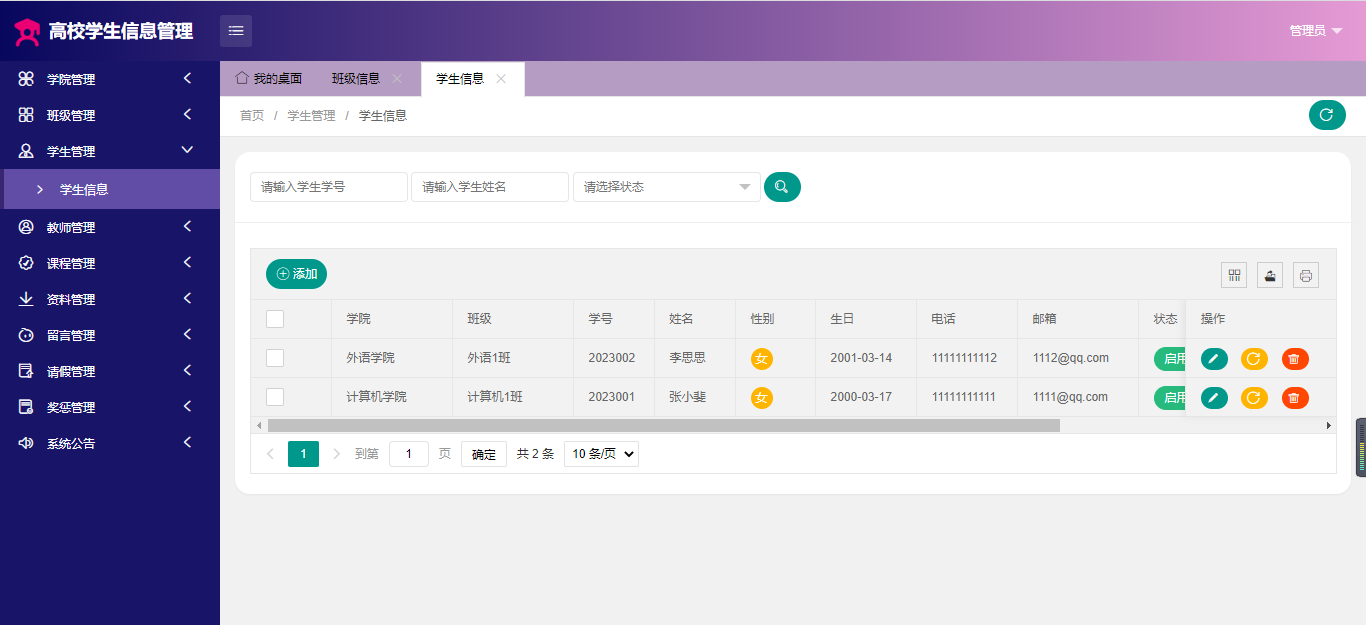 高校学生信息管理
管理员
学院管理
班级管理
学生管理
学生信息
教师管理
课程管理
资料管理
留言管理
请假管理
奖惩管理
系统公告
我的桌面 班级信息 学生信息
首页 / 学生管理 / 学生信息
请输入学生学号 请输入学生姓名 请选择状态
添加
学院 班级 学号 姓名 性别 生日 电话 邮箱 状态 操作
外语学院 外语1班 2023002 李思思 女 2001-03-14 11111111112 1112@qq.com 启用
计算机学院 计算机1班 2023001 张小斐 女 2000-03-17 11111111111 1111@qq.com 启用
1 到第 1 页 确定 共 2 条 10 条/页